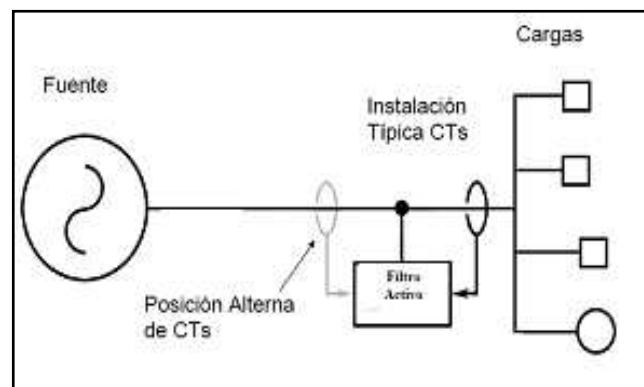 Cargas
Fuente
Instalación
Típica CTs
Filtro
Activo
Posición Alterna
de CTs